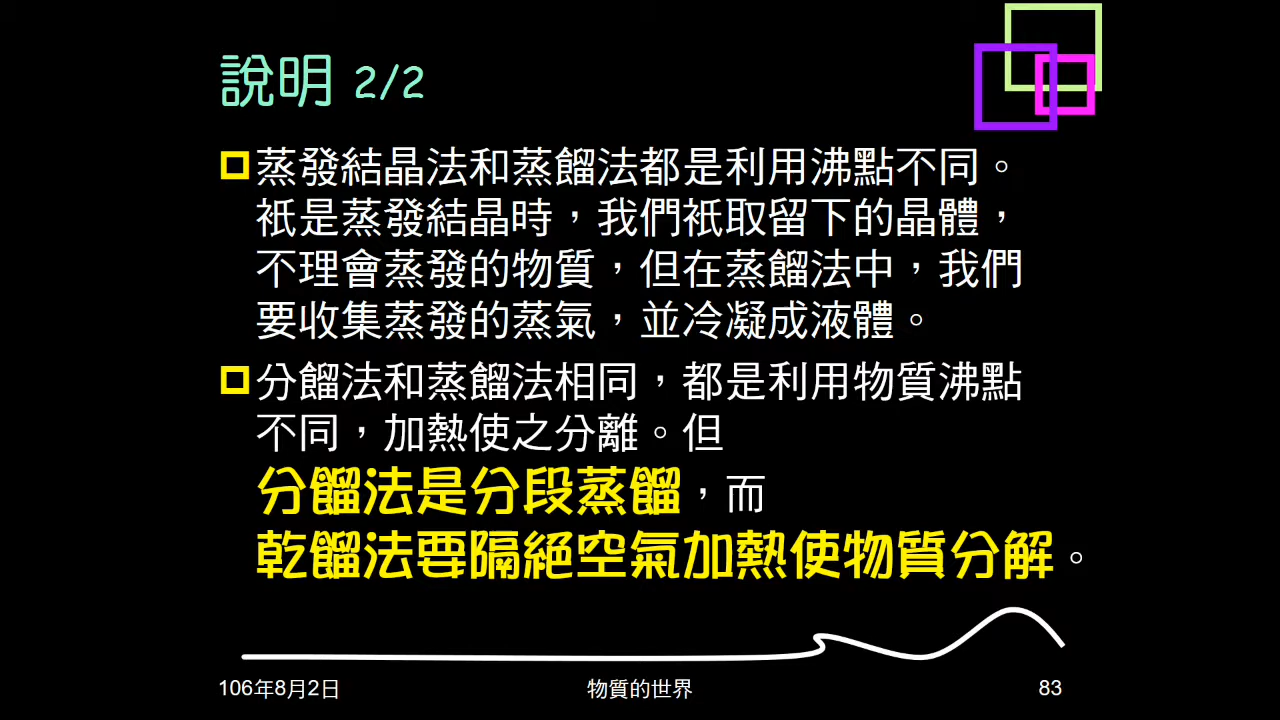 說明 2/2
蒸發結晶法和蒸餾法都是利用沸點不同。
衹是蒸發結晶時，我們衹取留下的晶體，
不理會蒸發的物質，但在蒸餾法中，我們
要收集蒸發的蒸氣，並冷凝成液體。
分餾法和蒸餾法相同，都是利用物質沸點
不同，加熱使之分離。但
分餾法是分段蒸餾，而
乾餾法要隔絕空氣加熱使物質分解。
106年8月2日
物質的世界
83